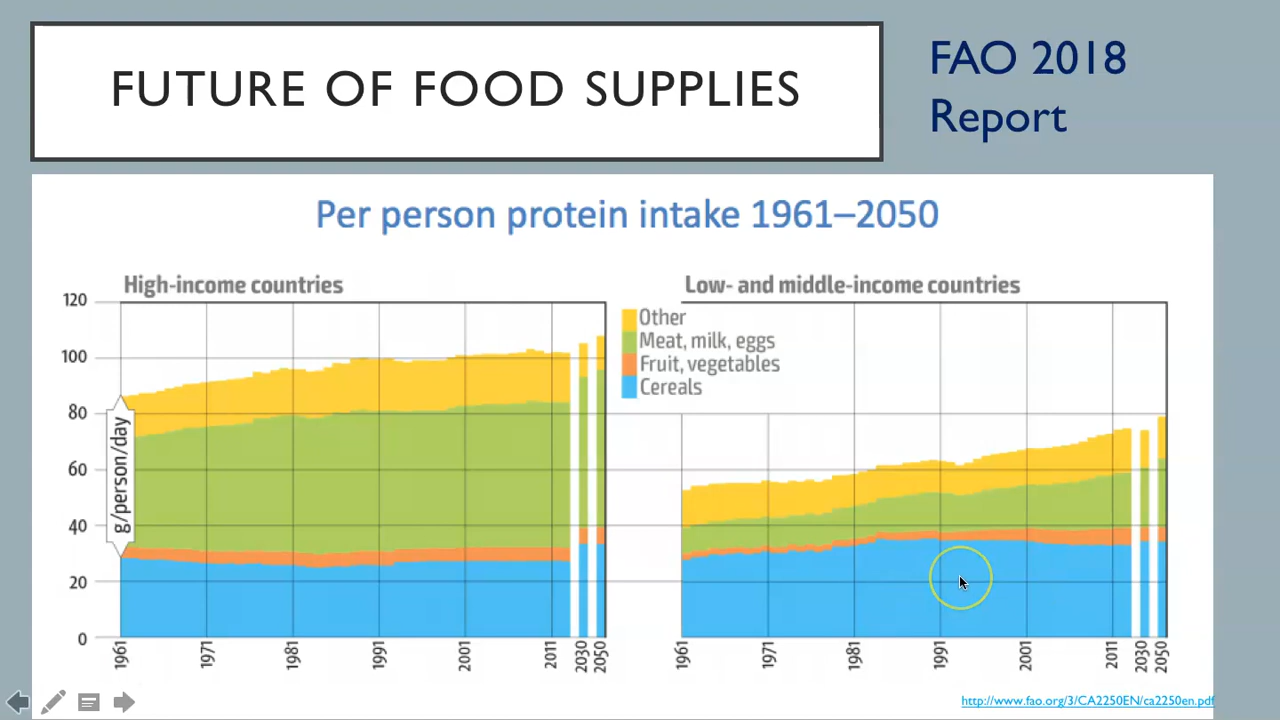 FUTURE OF FOOD SUPPLIES
FAO 2018
Report
Per person protein intake 1961–2050
High-income countries
Low- and middle-income countries
120
100
80
60
40
20
0
g/person/day
Other
Meat, milk, eggs
Fruit, vegetables
Cereals
1961 1971 1981 1991 2001 2011 2030 2050
1961 1971 1981 1991 2001 2011 2030 2050
http://www.fao.org/3/CA2250EN/ca2250en.pdf